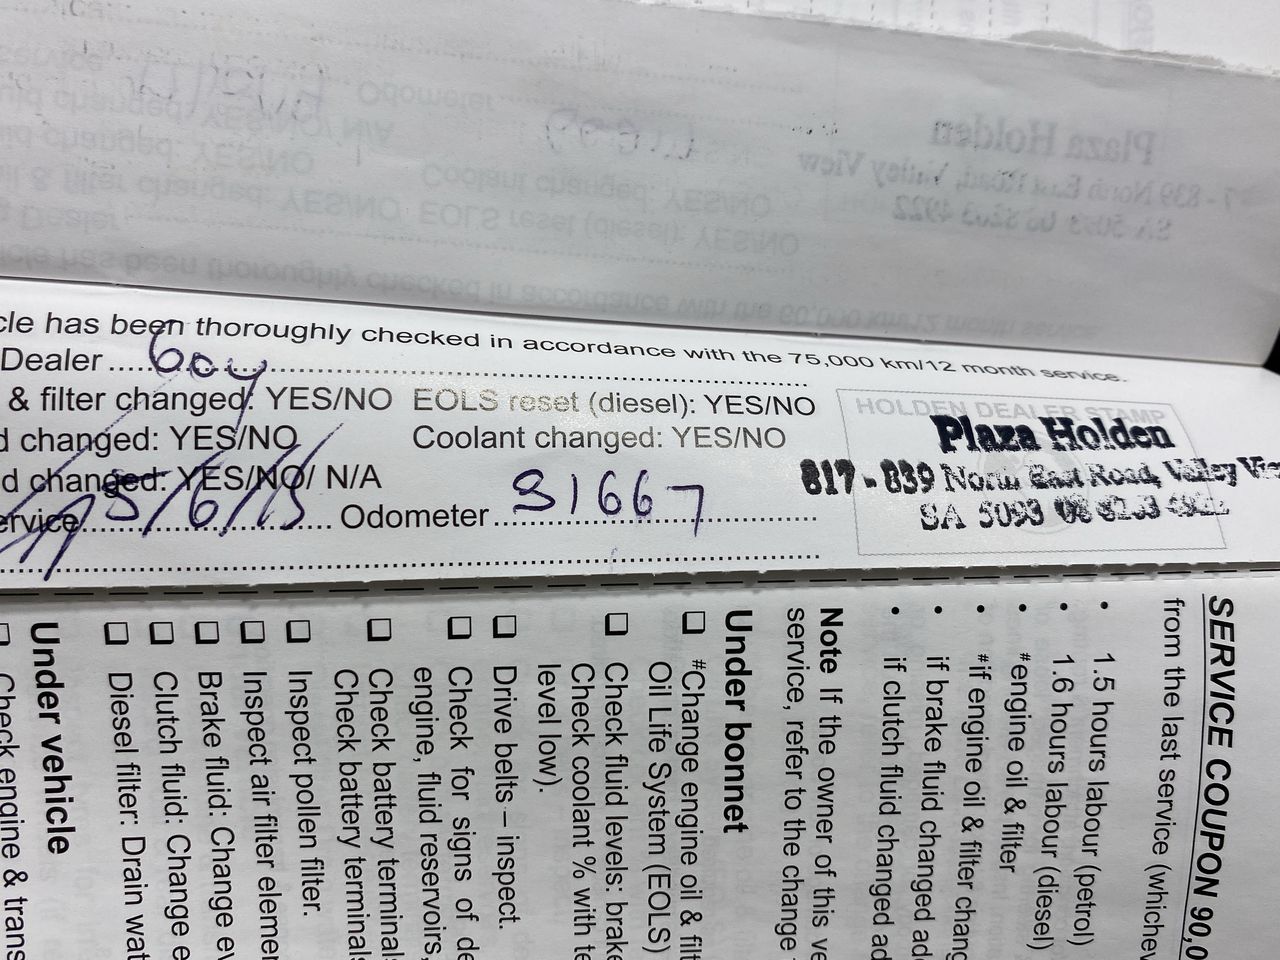 cle has been thoroughly checked in accordance with the 75,000 km/12 month service.
Dealer
& filter changed: YES/NO EOLS reset (diesel): YES/NO
d changed: YES/NO Coolant changed: YES/NO
d changed: YES/NO/ N/A
ervice 15/6/15 Odometer 81667
HOLDEN DEALER STAMP
Plaza Holden
817 - 839 North East Road, Valley Vie
SA 5093
SERVICE COUPON 90,0
from the last service (whichev
• 1.5 hours labour (petrol)
• 1.6 hours labour (diesel)
• #engine oil & filter
• #if engine oil & filter chang
• if brake fluid changed ad
• if clutch fluid changed ad
Note If the owner of this ve
service, refer to the change
Under bonnet
❑ #Change engine oil & filt
Oil Life System (EOLS)
❑ Check fluid levels: brake
Check coolant % with te
level low).
❑ Drive belts – inspect.
❑ Check for signs of de
engine, fluid reservoirs,
❑ Check battery terminal
Check battery terminal
❑ Inspect pollen filter.
❑ Inspect air filter elemer
❑ Brake fluid: Change ev
❑ Clutch fluid: Change e
❑ Diesel filter: Drain wat
Under vehicle
❑ Check engine & trans